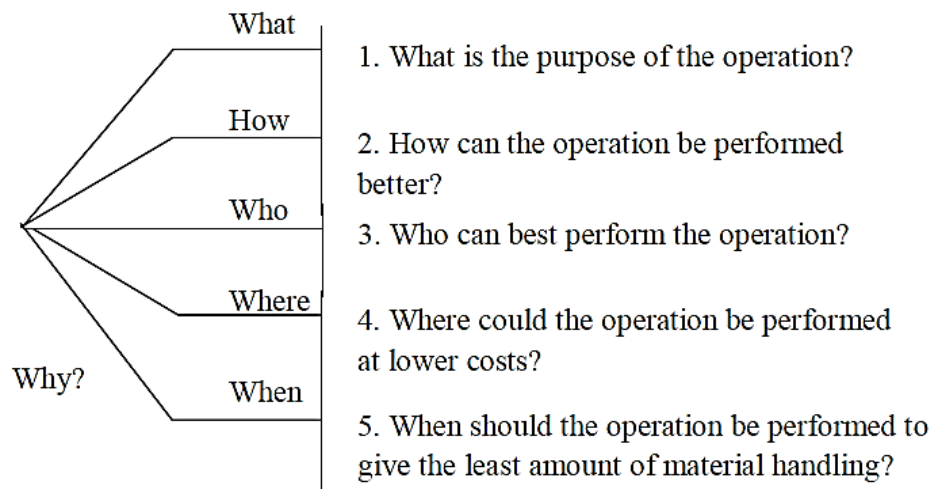 What
1. What is the purpose of the operation?
How
2. How can the operation be performed
better?
Who
3. Who can best perform the operation?
Where
4. Where could the operation be performed
at lower costs?
Why?
When
5. When should the operation be performed to
give the least amount of material handling?